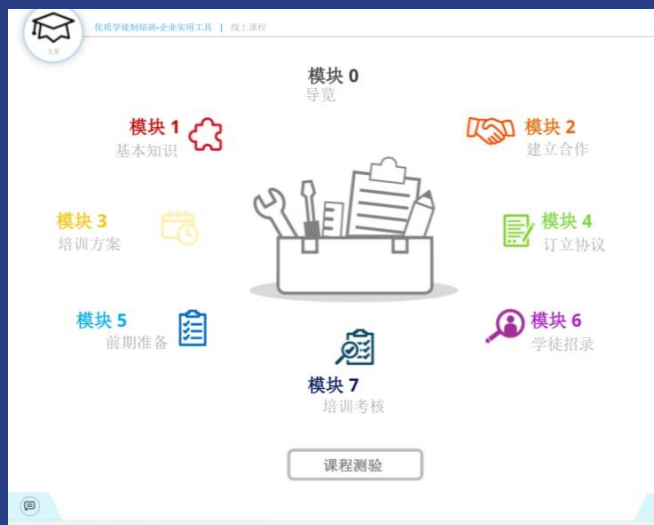 优质学徒制培训-企业实用工具 | 线上课程
主页
模块 0
导览
模块 1
基本知识
模块 2
建立合作
模块 3
培训方案
模块 4
订立协议
模块 5
前期准备
模块 6
学徒招录
模块 7
培训考核
课程测验